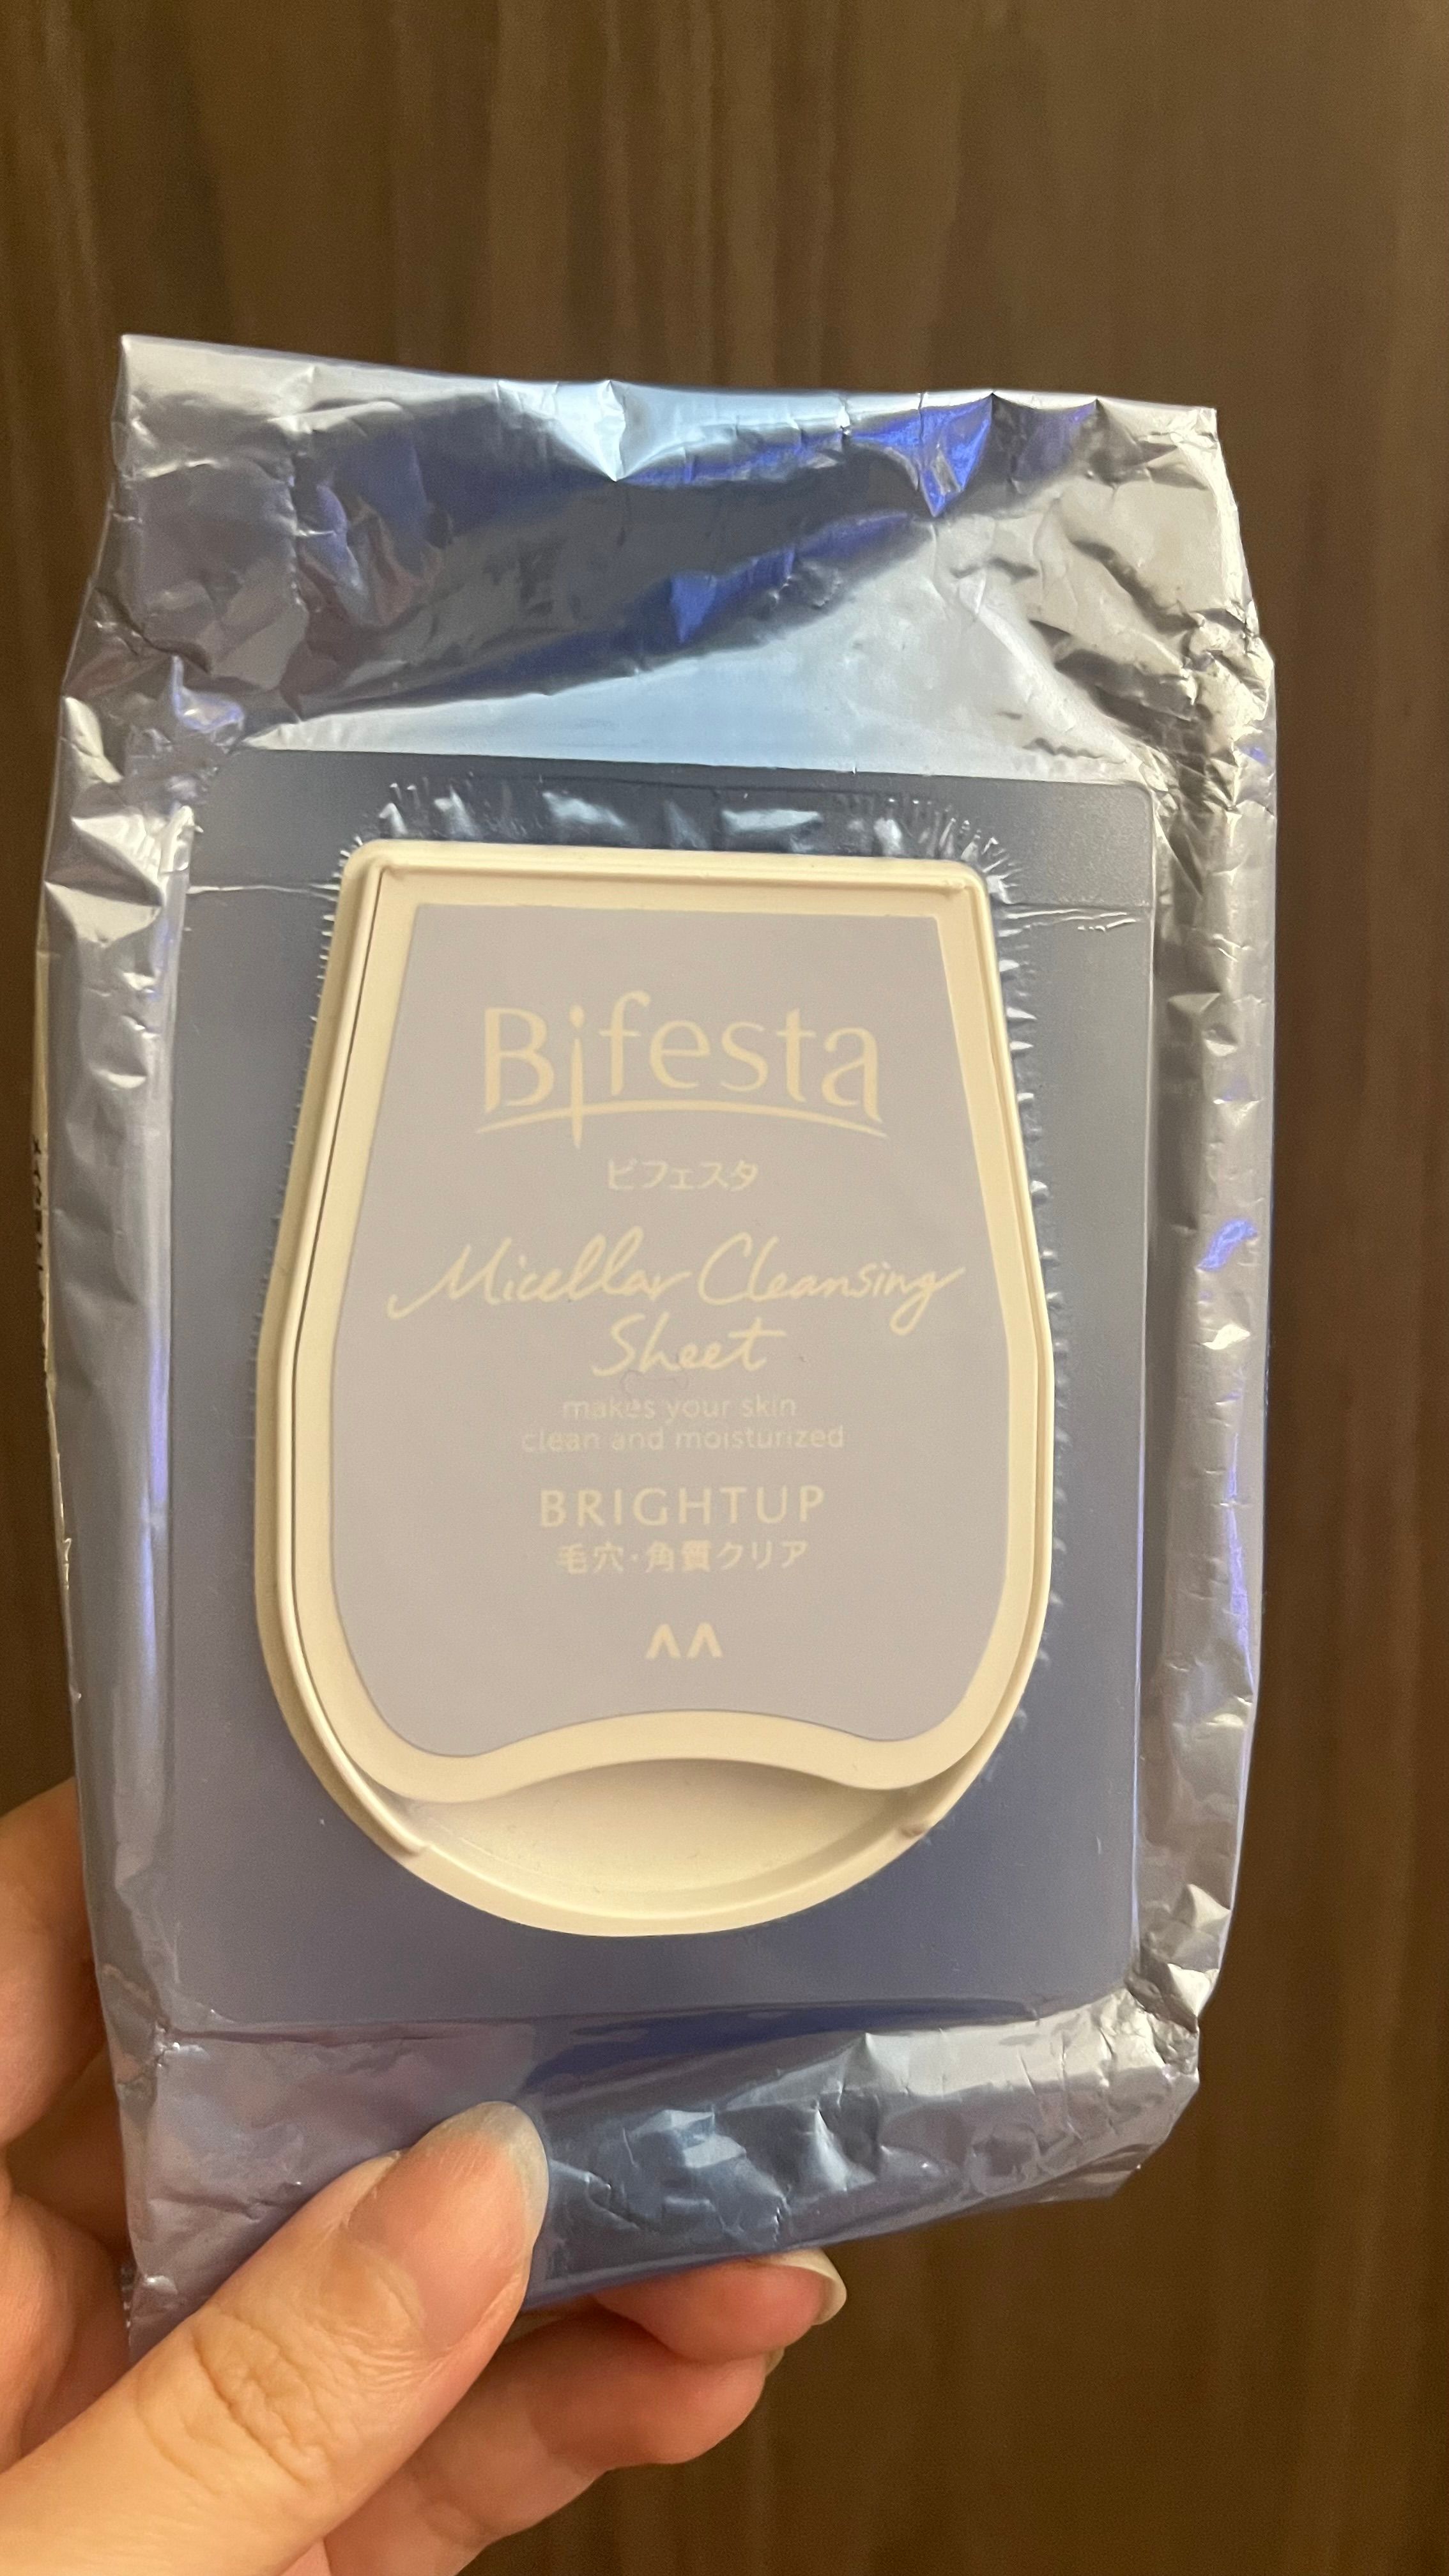 Bifesta
ビフェスタ
Micellar Cleansing
Sheet
makes your skin
clean and moisturized
BRIGHTUP
毛穴・角質クリア